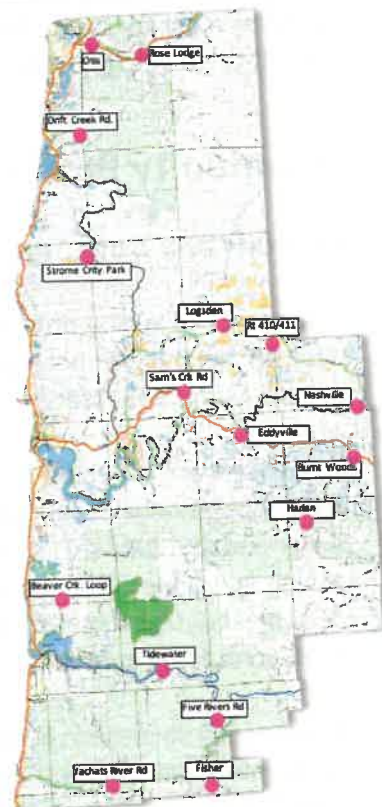 Otis
Rose Lodge
Drift Creek Rd.
Strome Cnty Park
Logsden
Rt 410/411
Sam's Crk Rd
Nashville
Eddyville
Burnt Woods
Harlan
Beaver Crk. Loop
Tidewater
Five Rivers Rd
Yachats River Rd
Fisher